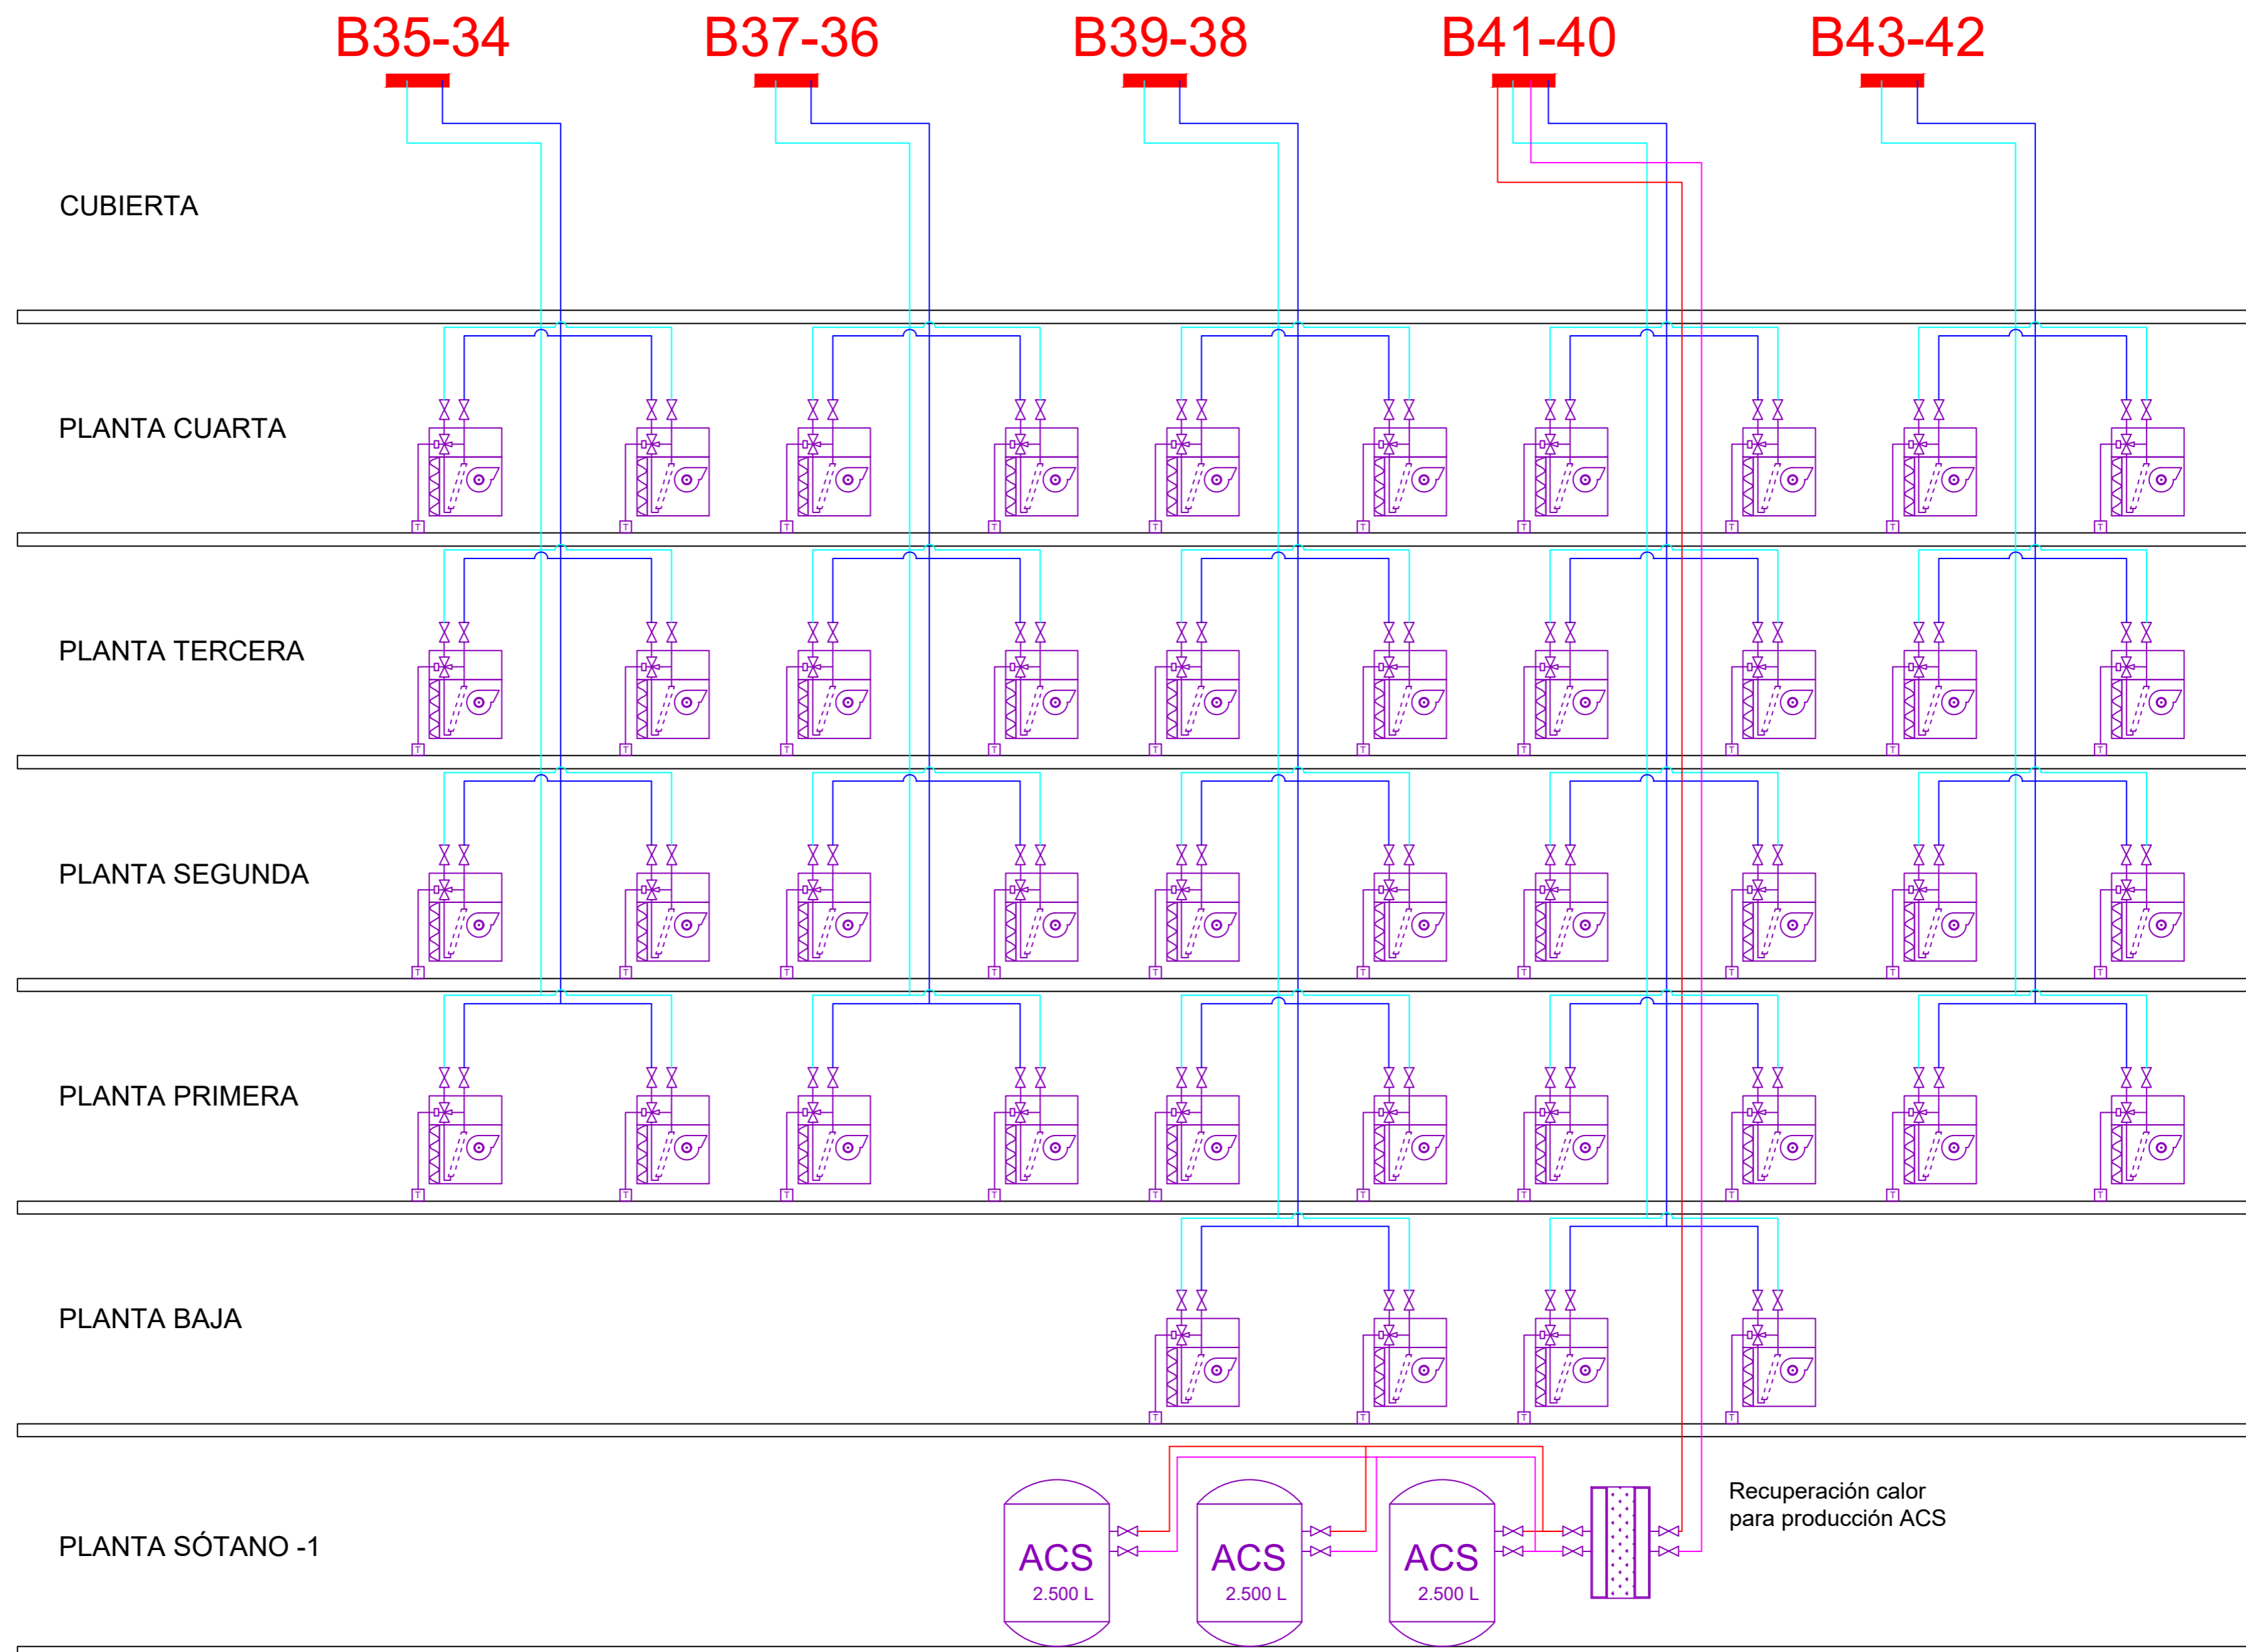 B35-34 B37-36 B39-38 B41-40 B43-42
CUBIERTA
PLANTA CUARTA
T T T T T T T T T T
PLANTA TERCERA
T T T T T T T T T T
PLANTA SEGUNDA
T T T T T T T T T T
PLANTA PRIMERA
T T T T T T T T T T
PLANTA BAJA
T T T T
Recuperación calor
para producción ACS
PLANTA SÓTANO -1
ACS ACS ACS
2.500 L 2.500 L 2.500 L